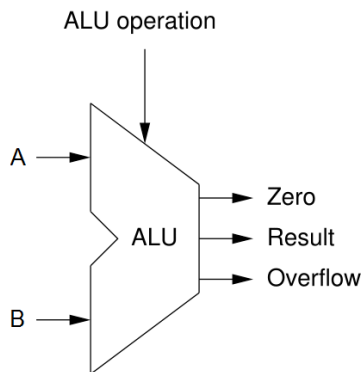 ALU operation
A
Zero
ALU
Result
Overflow
B